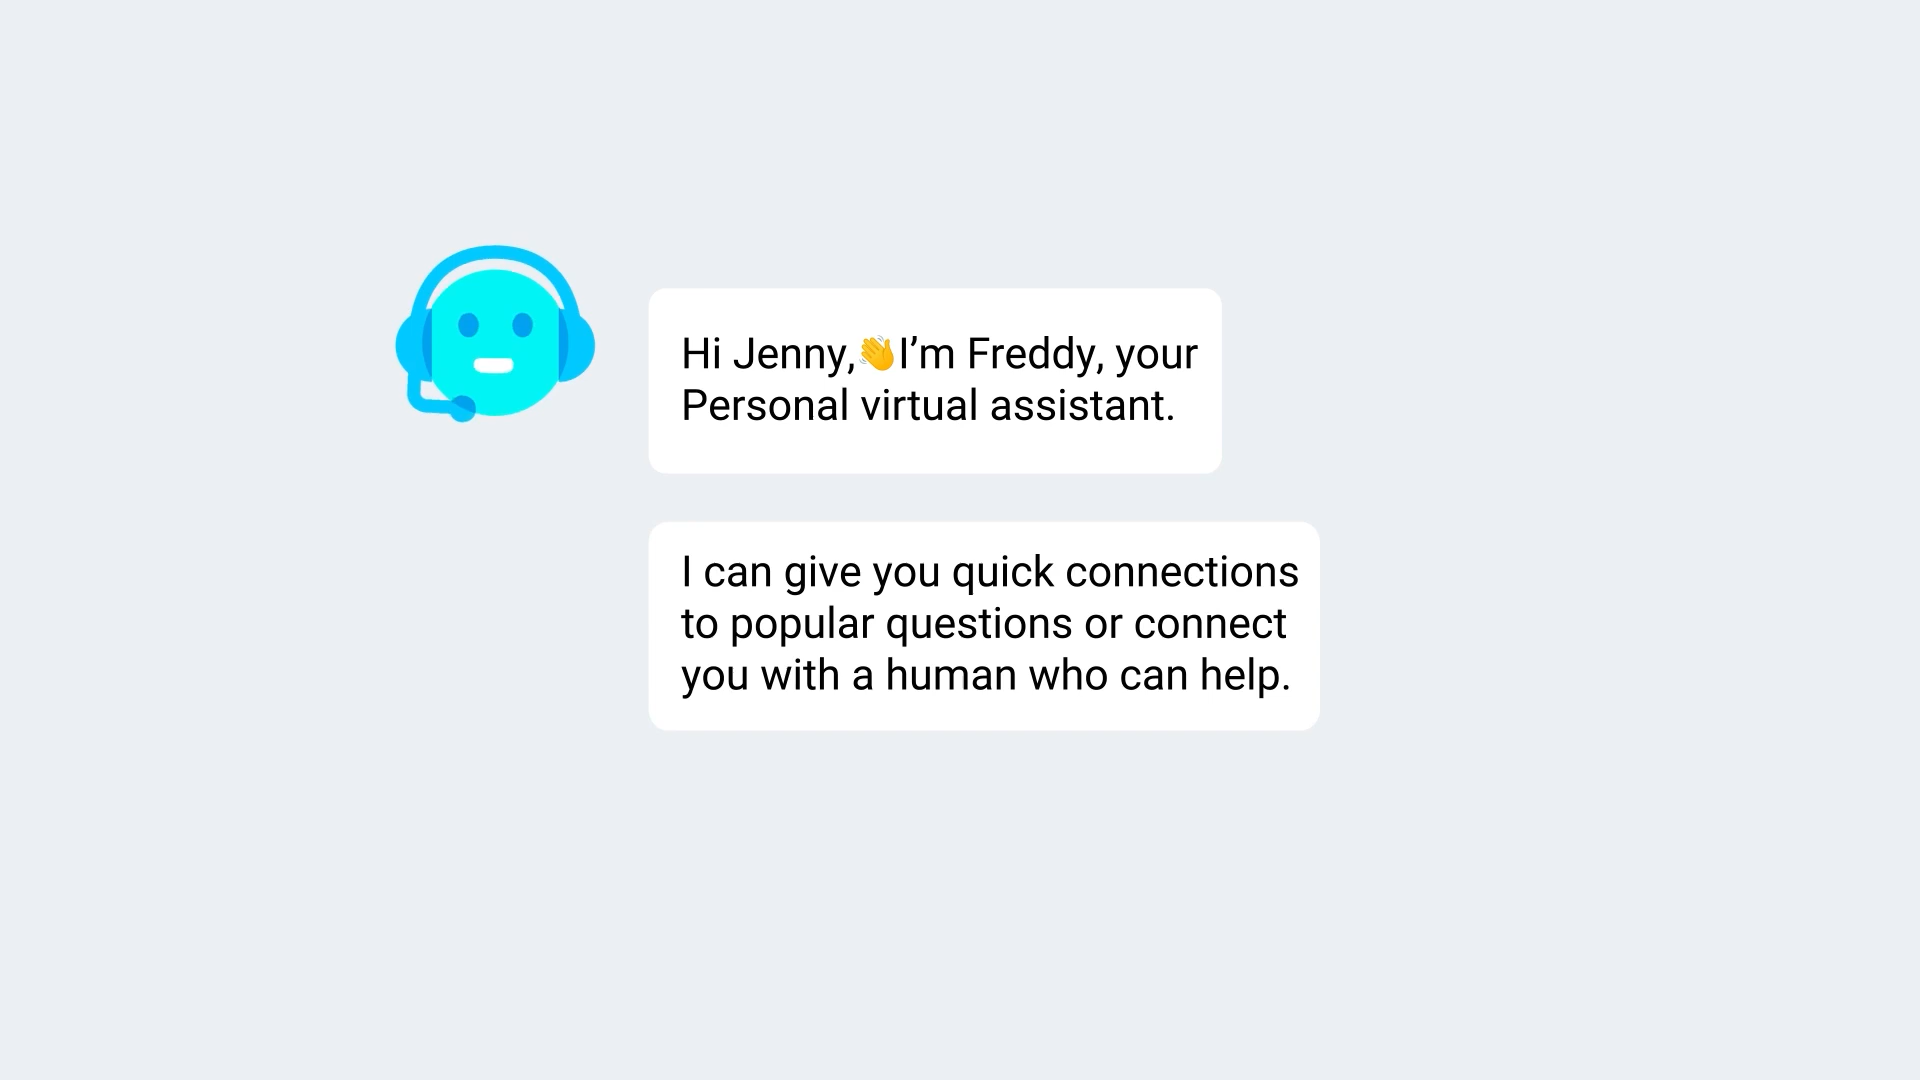 Hi Jenny,👋I’m Freddy, your
Personal virtual assistant.
I can give you quick connections
to popular questions or connect
you with a human who can help.